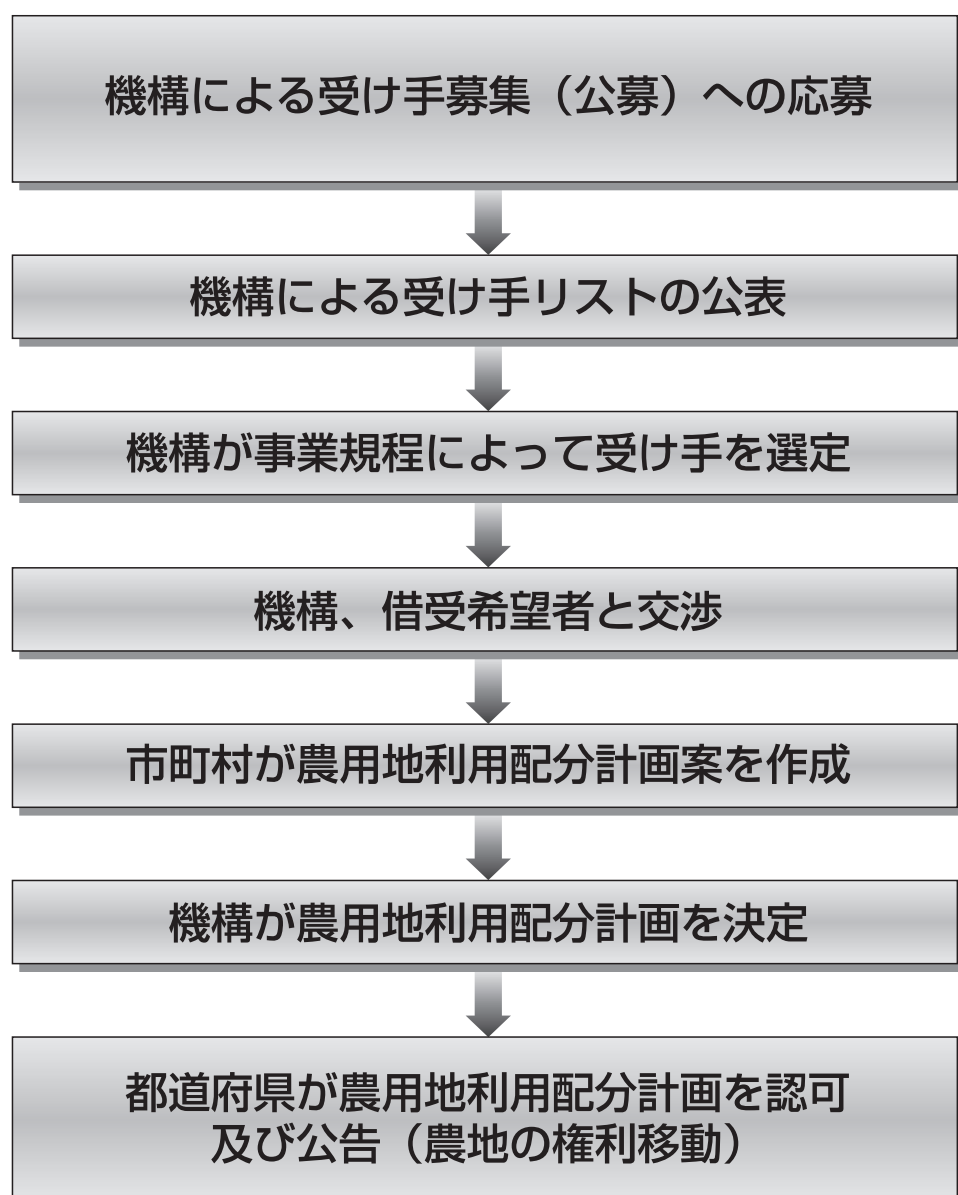 機構による受け手募集（公募）への応募
機構による受け手リストの公表
機構が事業規程によって受け手を選定
機構、借受希望者と交渉
市町村が農用地利用配分計画案を作成
機構が農用地利用配分計画を決定
都道府県が農用地利用配分計画を認可
及び公告（農地の権利移動）